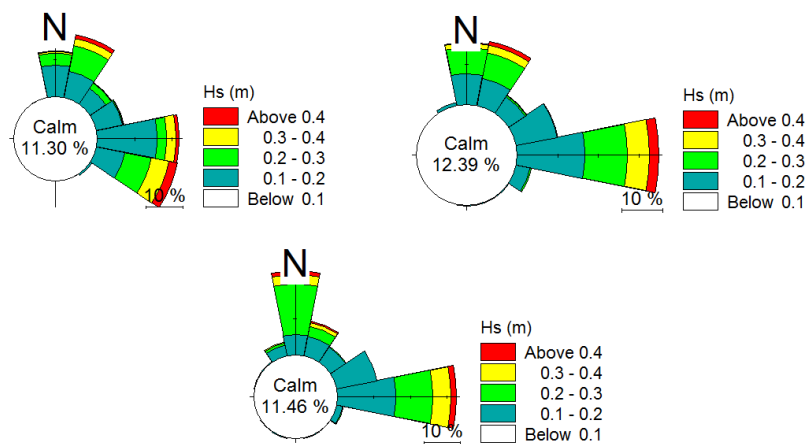 N
Calm
11.30 %
10 %
Hs (m)
Above 0.4
0.3 - 0.4
0.2 - 0.3
0.1 - 0.2
Below 0.1
N
Calm
12.39 %
10 %
Hs (m)
Above 0.4
0.3 - 0.4
0.2 - 0.3
0.1 - 0.2
Below 0.1
N
Calm
11.46 %
10 %
Hs (m)
Above 0.4
0.3 - 0.4
0.2 - 0.3
0.1 - 0.2
Below 0.1